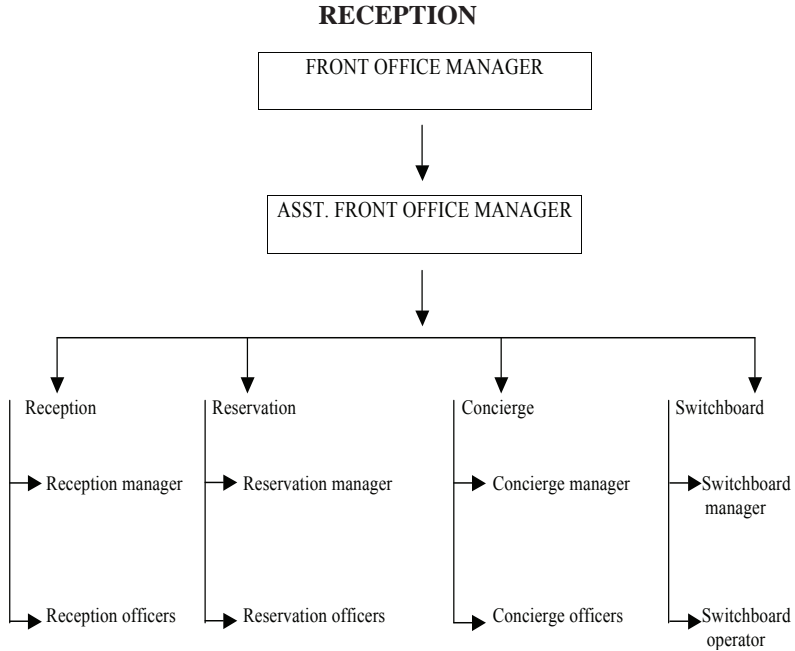 RECEPTION
FRONT OFFICE MANAGER
ASST. FRONT OFFICE MANAGER
Reception
Reservation
Concierge
Switchboard
Reception manager
Reservation manager
Concierge manager
Switchboard
manager
Reception officers
Reservation officers
Concierge officers
Switchboard
operator